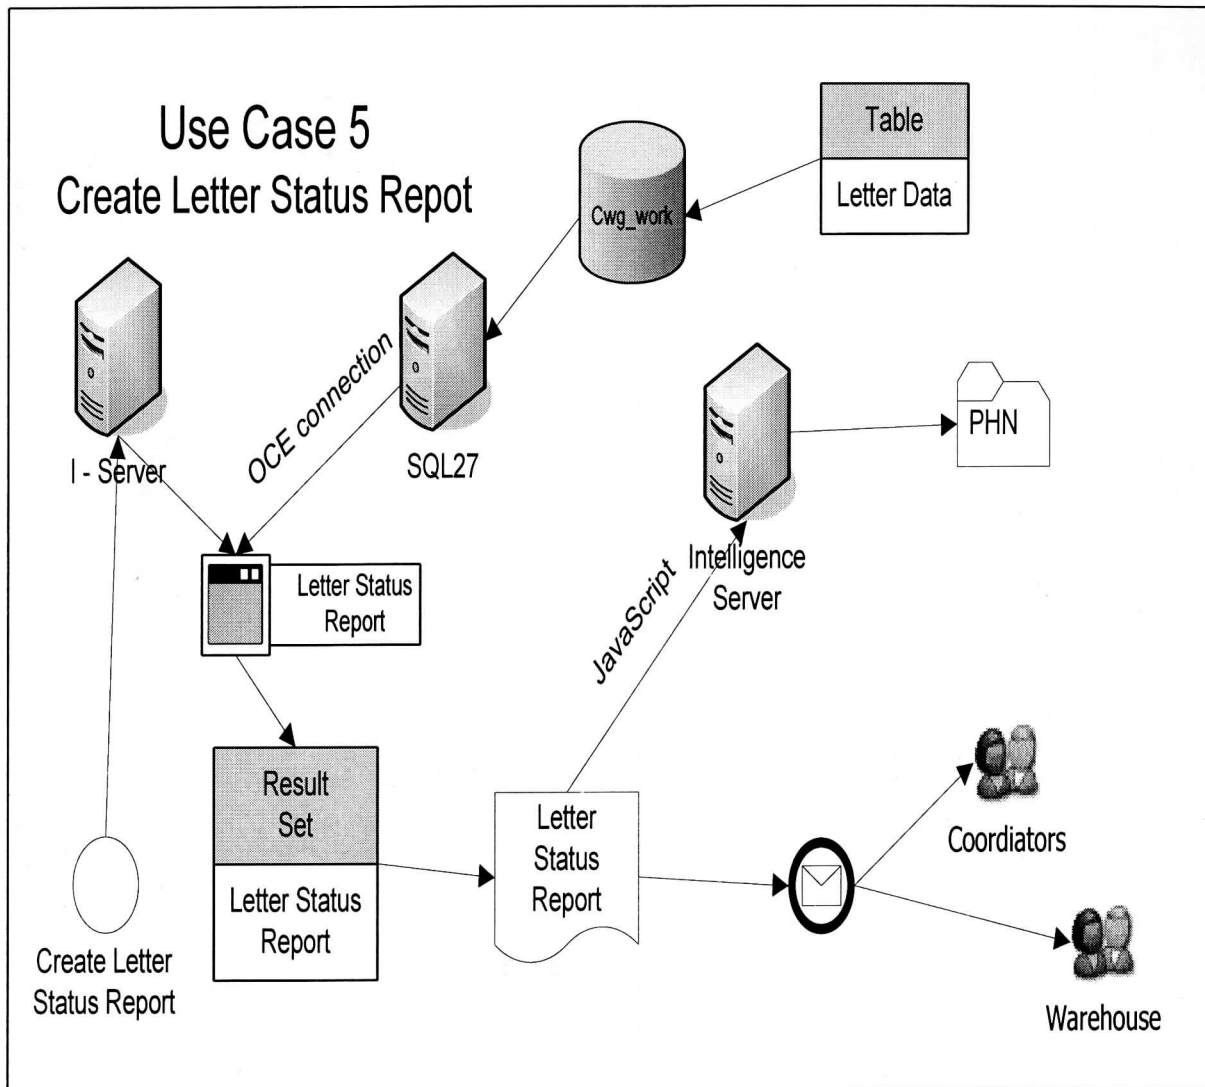 Use Case 5
Create Letter Status Repot
Table
Letter Data
Cwg_work
I - Server
OCE connection
SQL27
PHN
Intelligence
Server
Letter Status
Report
JavaScript
Result
Set
Letter Status
Report
Letter
Status
Report
Coordiators
Create Letter
Status Report
Warehouse